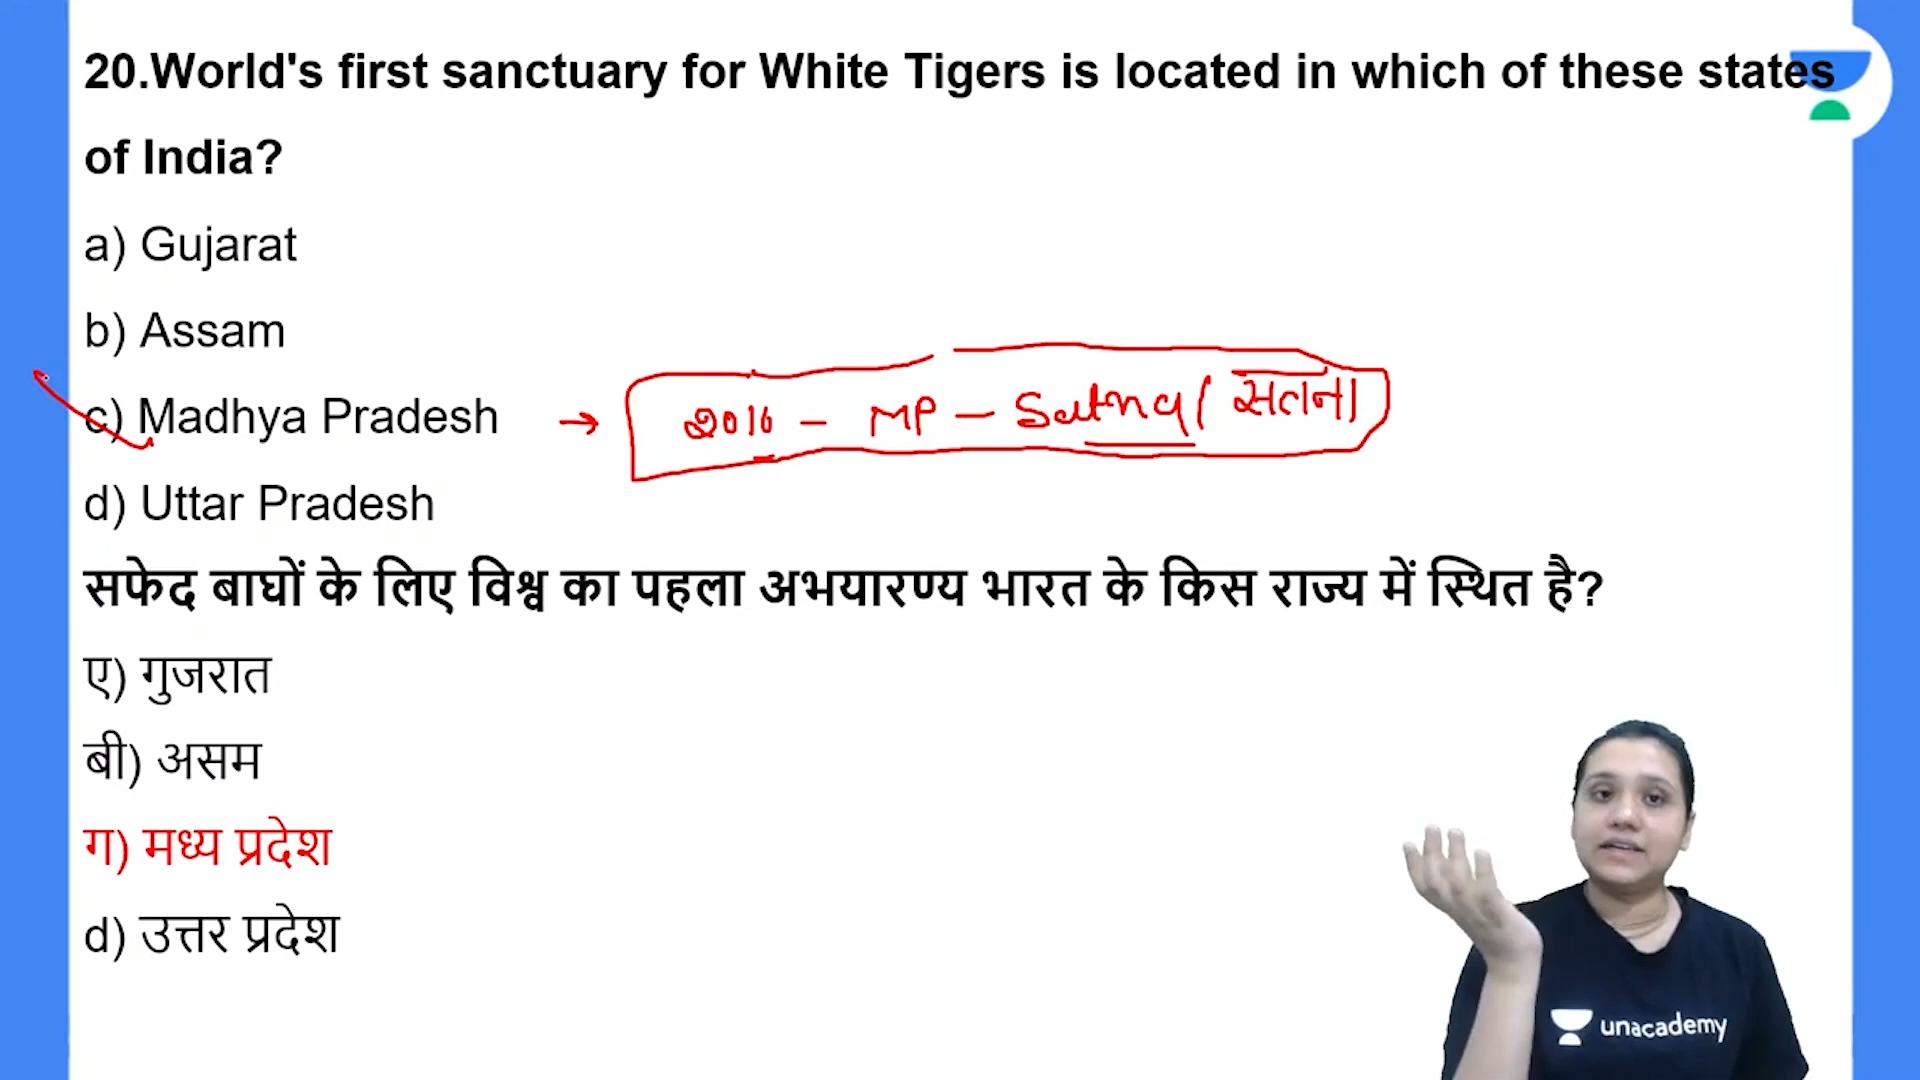 20.World's first sanctuary for White Tigers is located in which of these states
of India?
a) Gujarat
b) Assam
c) Madhya Pradesh → 2016 – MP – Satna (सतना)
d) Uttar Pradesh
सफेद बाघों के लिए विश्व का पहला अभयारण्य भारत के किस राज्य में स्थित है?
ए) गुजरात
बी) असम
ग) मध्य प्रदेश
d) उत्तर प्रदेश
unacademy